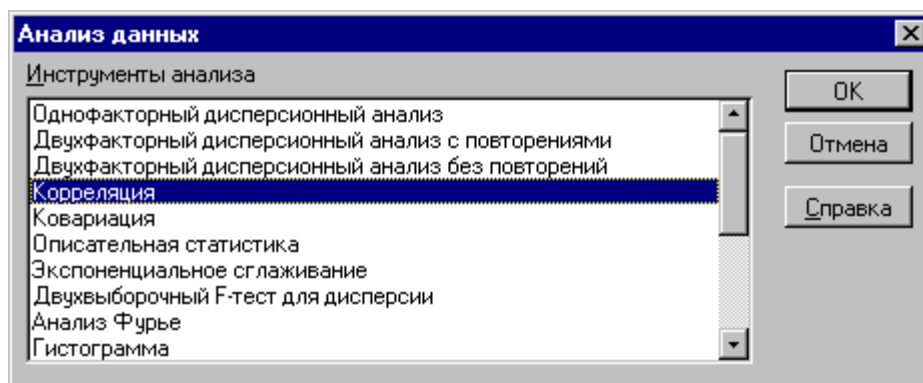 Анализ данных
Инструменты анализа
Однофакторный дисперсионный анализ
Двухфакторный дисперсионный анализ с повторениями
Двухфакторный дисперсионный анализ без повторений
Корреляция
Ковариация
Описательная статистика
Экспоненциальное сглаживание
Двухвыборочный F-тест для дисперсии
Анализ Фурье
Гистограмма
OK
Отмена
Справка